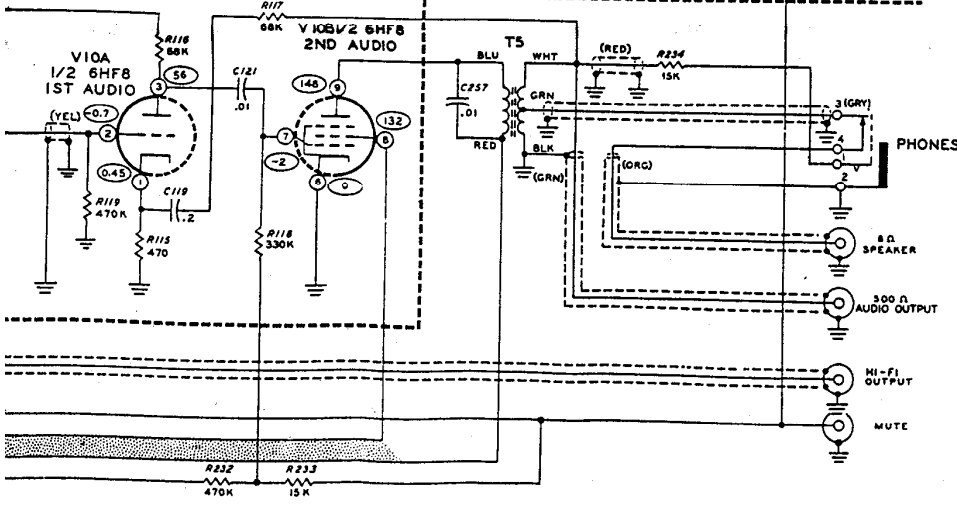 R117
68K
R116
68K
V10A
1/2 6HF8
1ST AUDIO
V10B1/2 6HF8
2ND AUDIO
56
3
C121
.01
148
9
BLU
T5
WHT
(RED)
R234
15K
C257
.01
GRN
3 (GRY)
(YEL)
-0.7
2
7
132
8
RED
BLK
4
PHONES
-2
(GRN)
(ORG)
V
2
0.45
1
6
0
R119
470K
C119
.2
R115
470
R118
330K
8Ω
SPEAKER
500 Ω
AUDIO OUTPUT
HI-FI
OUTPUT
MUTE
R232
470K
R233
15K